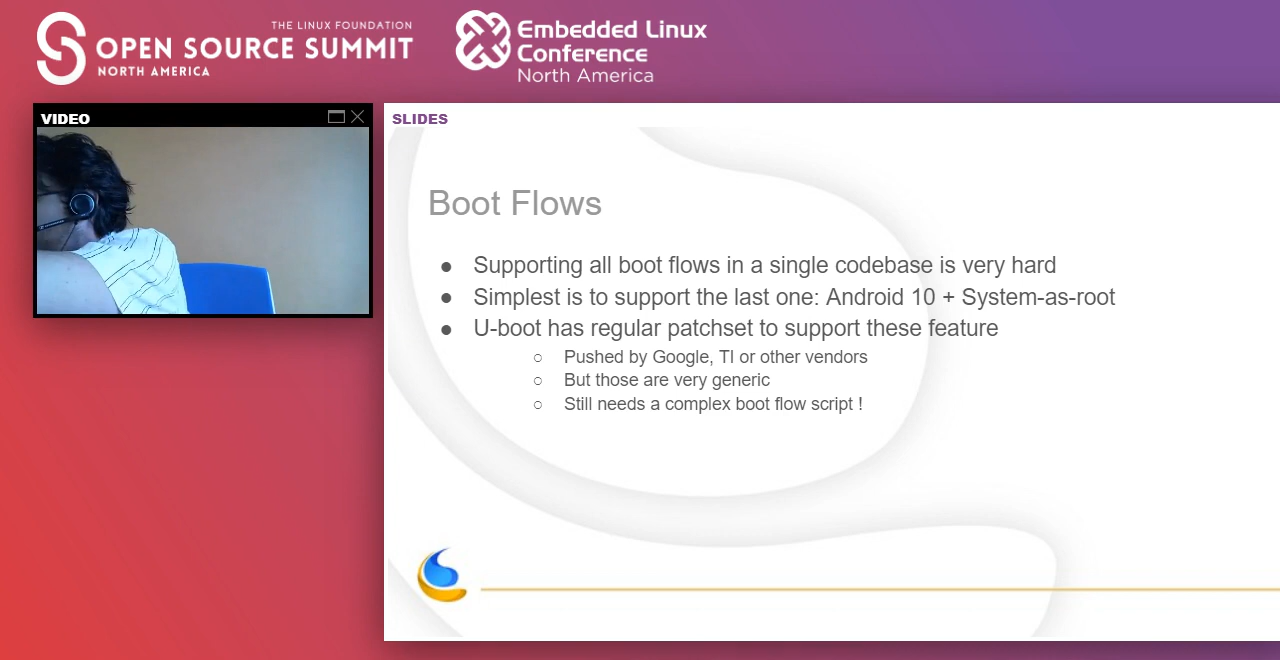 THE LINUX FOUNDATION
OPEN SOURCE SUMMIT
NORTH AMERICA
Embedded Linux
Conference
North America
VIDEO
SLIDES
Boot Flows
● Supporting all boot flows in a single codebase is very hard
● Simplest is to support the last one: Android 10 + System-as-root
● U-boot has regular patchset to support these feature
○ Pushed by Google, TI or other vendors
○ But those are very generic
○ Still needs a complex boot flow script !